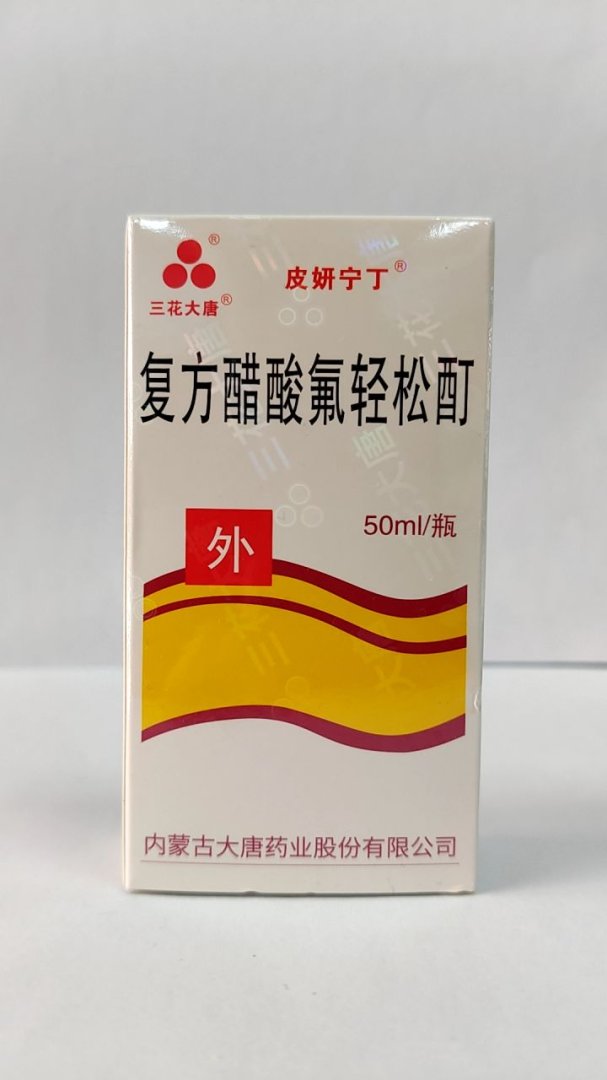 三花大唐®
皮妍宁丁®
复方醋酸氟轻松酊
50ml/瓶
外
内蒙古大唐药业股份有限公司